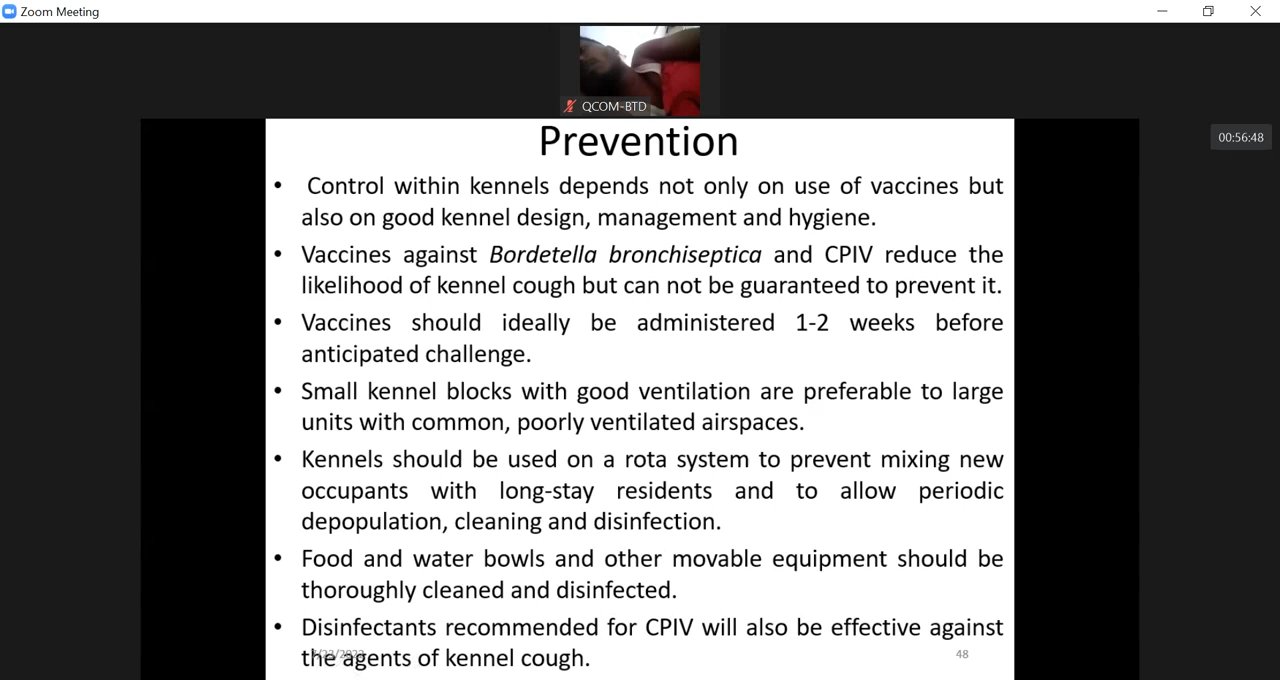 Zoom Meeting
QCOM-BTD
00:56:48
Prevention
• Control within kennels depends not only on use of vaccines but
also on good kennel design, management and hygiene.
• Vaccines against Bordetella bronchiseptica and CPIV reduce the
likelihood of kennel cough but can not be guaranteed to prevent it.
• Vaccines should ideally be administered 1-2 weeks before
anticipated challenge.
• Small kennel blocks with good ventilation are preferable to large
units with common, poorly ventilated airspaces.
• Kennels should be used on a rota system to prevent mixing new
occupants with long-stay residents and to allow periodic
depopulation, cleaning and disinfection.
• Food and water bowls and other movable equipment should be
thoroughly cleaned and disinfected.
• Disinfectants recommended for CPIV will also be effective against
the agents of kennel cough.
48